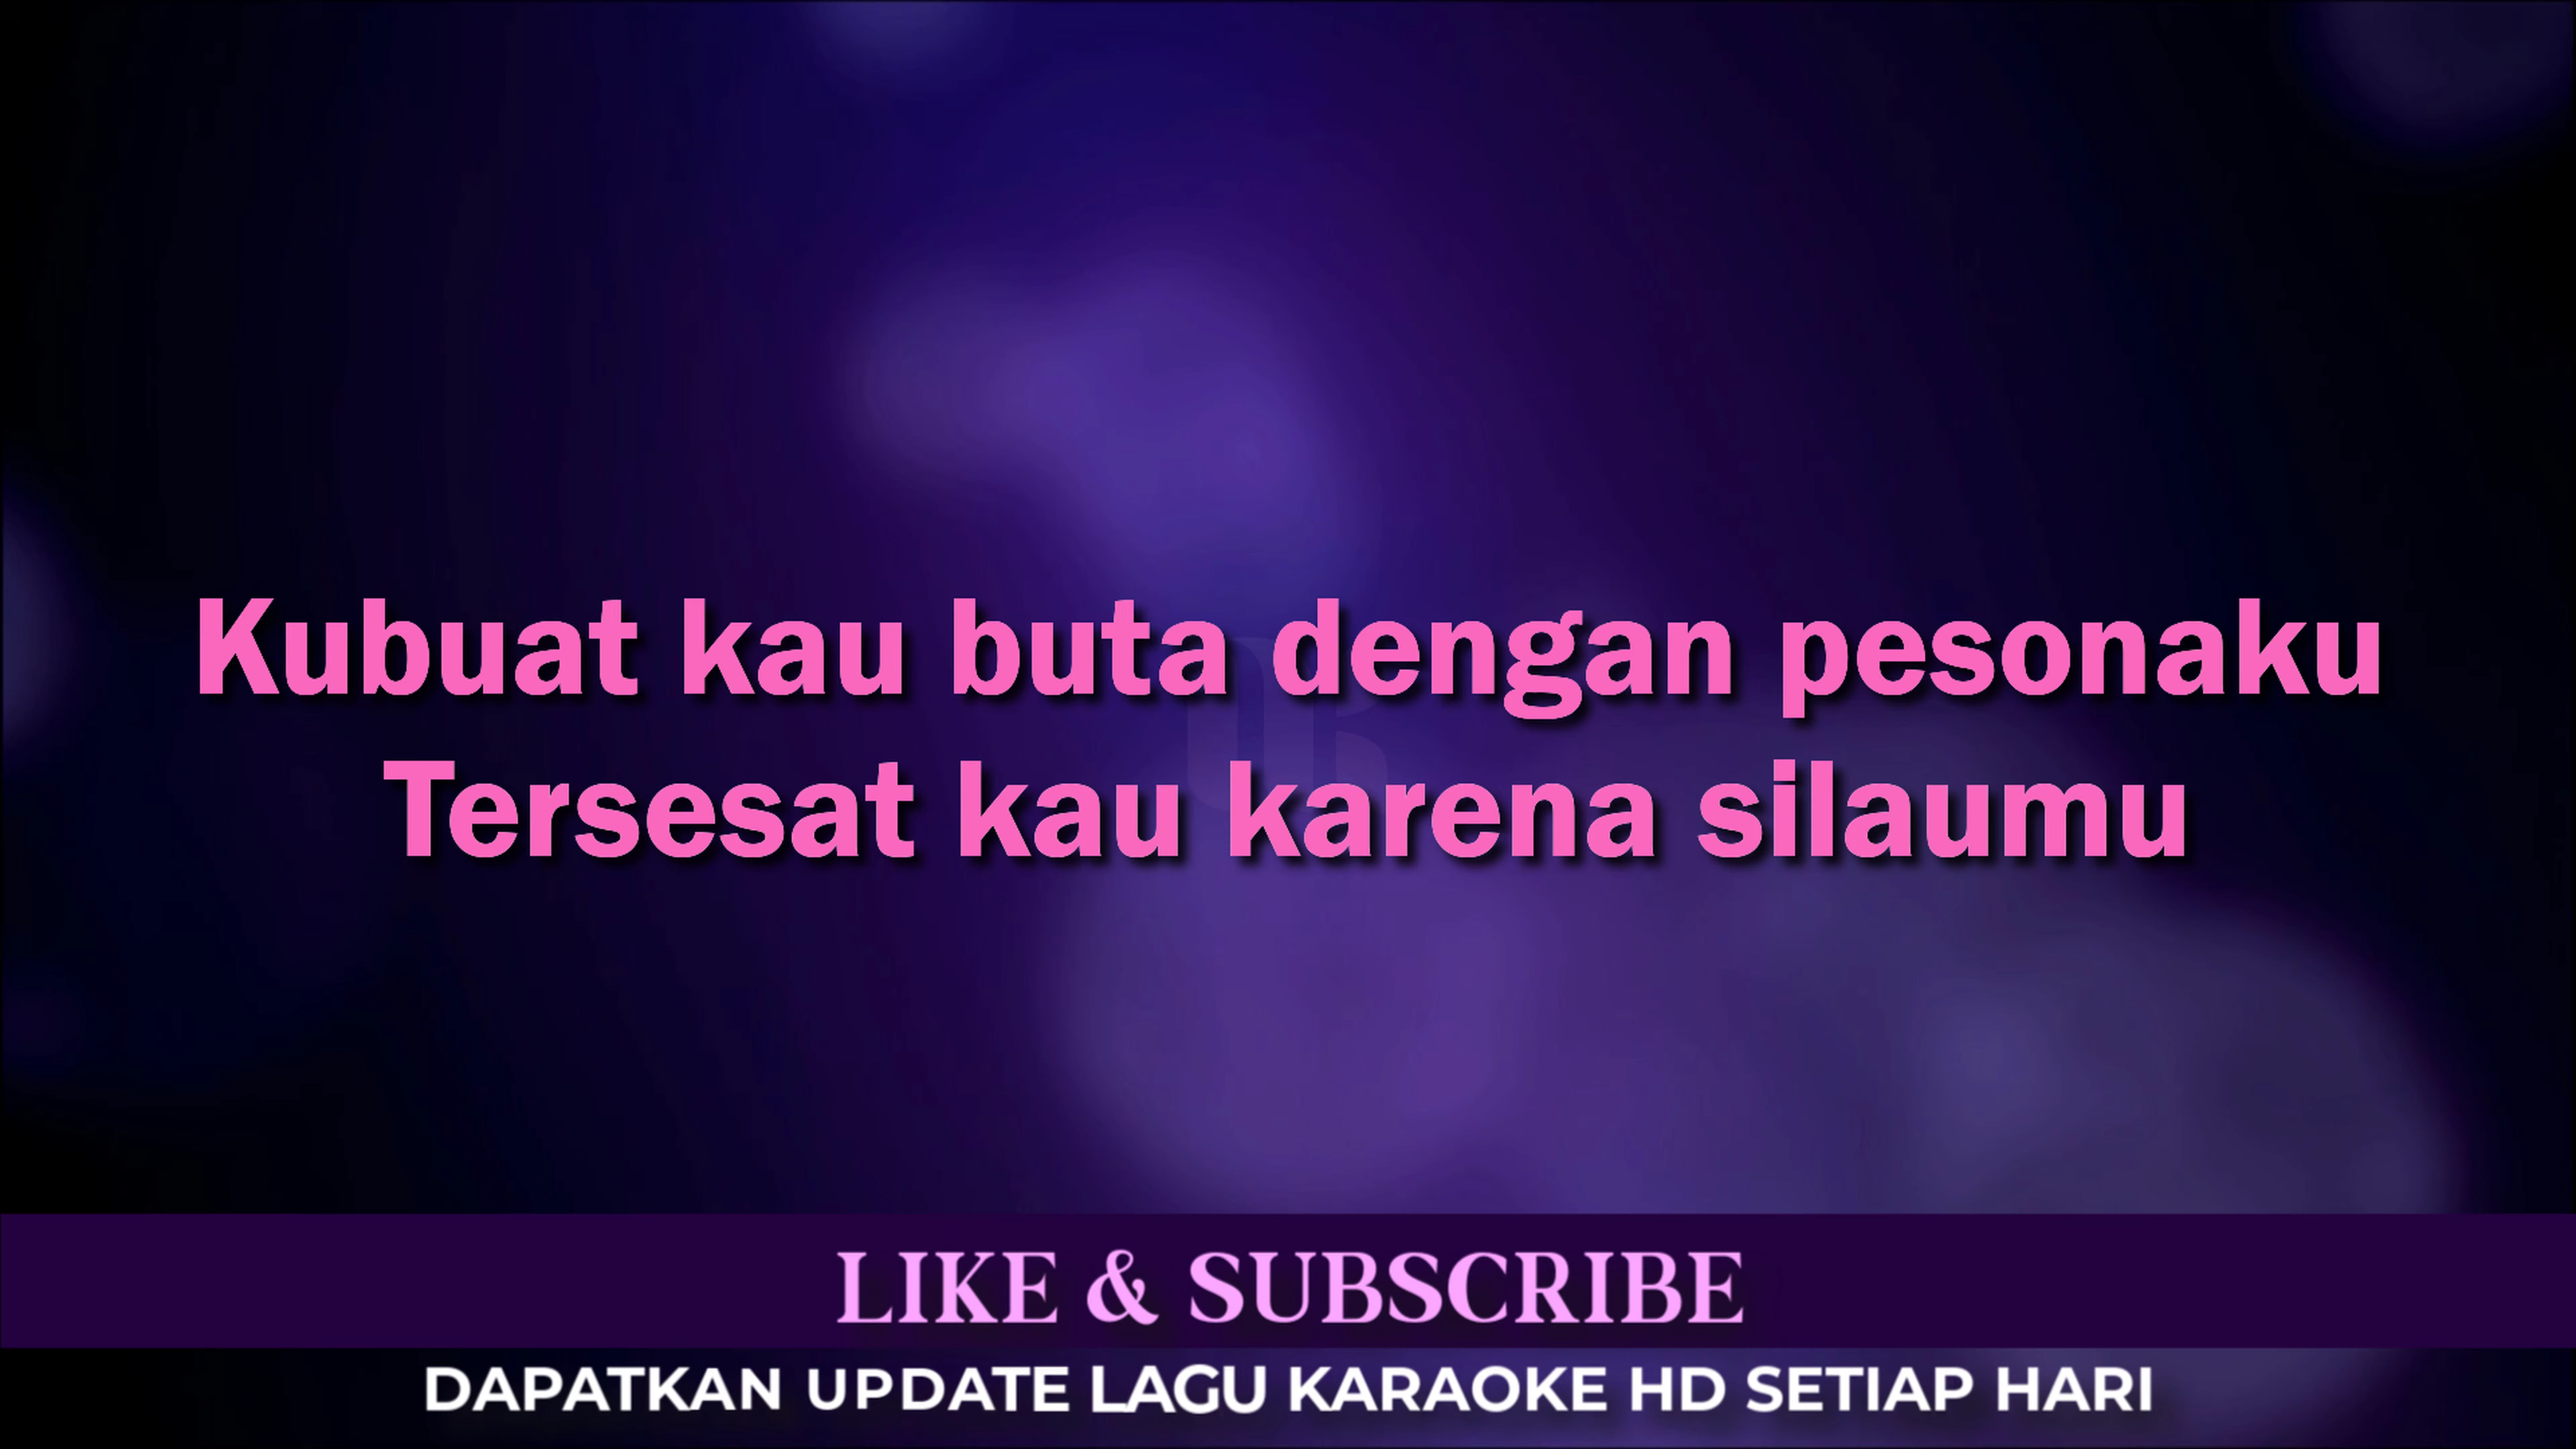 Kubuat kau buta dengan pesonaku
Tersesat kau karena silaumu
LIKE & SUBSCRIBE
DAPATKAN UPDATE LAGU KARAOKE HD SETIAP HARI